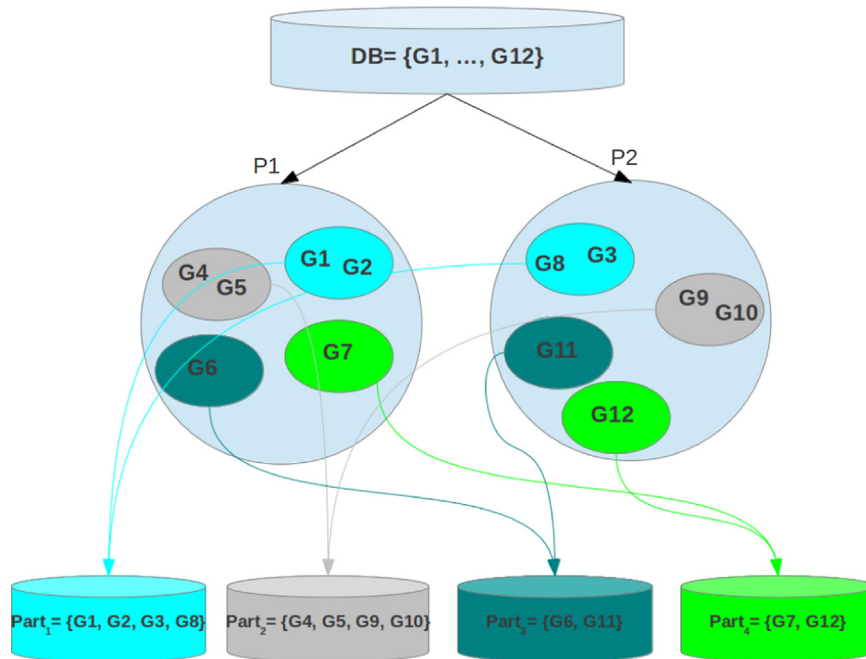 DB= {G1, ..., G12}
P1
P2
G4
G5
G1
G2
G8
G3
G9
G10
G6
G7
G11
G12
Part1= {G1, G2, G3, G8}
Part2= {G4, G5, G9, G10}
Part3= {G6, G11}
Part4= {G7, G12}